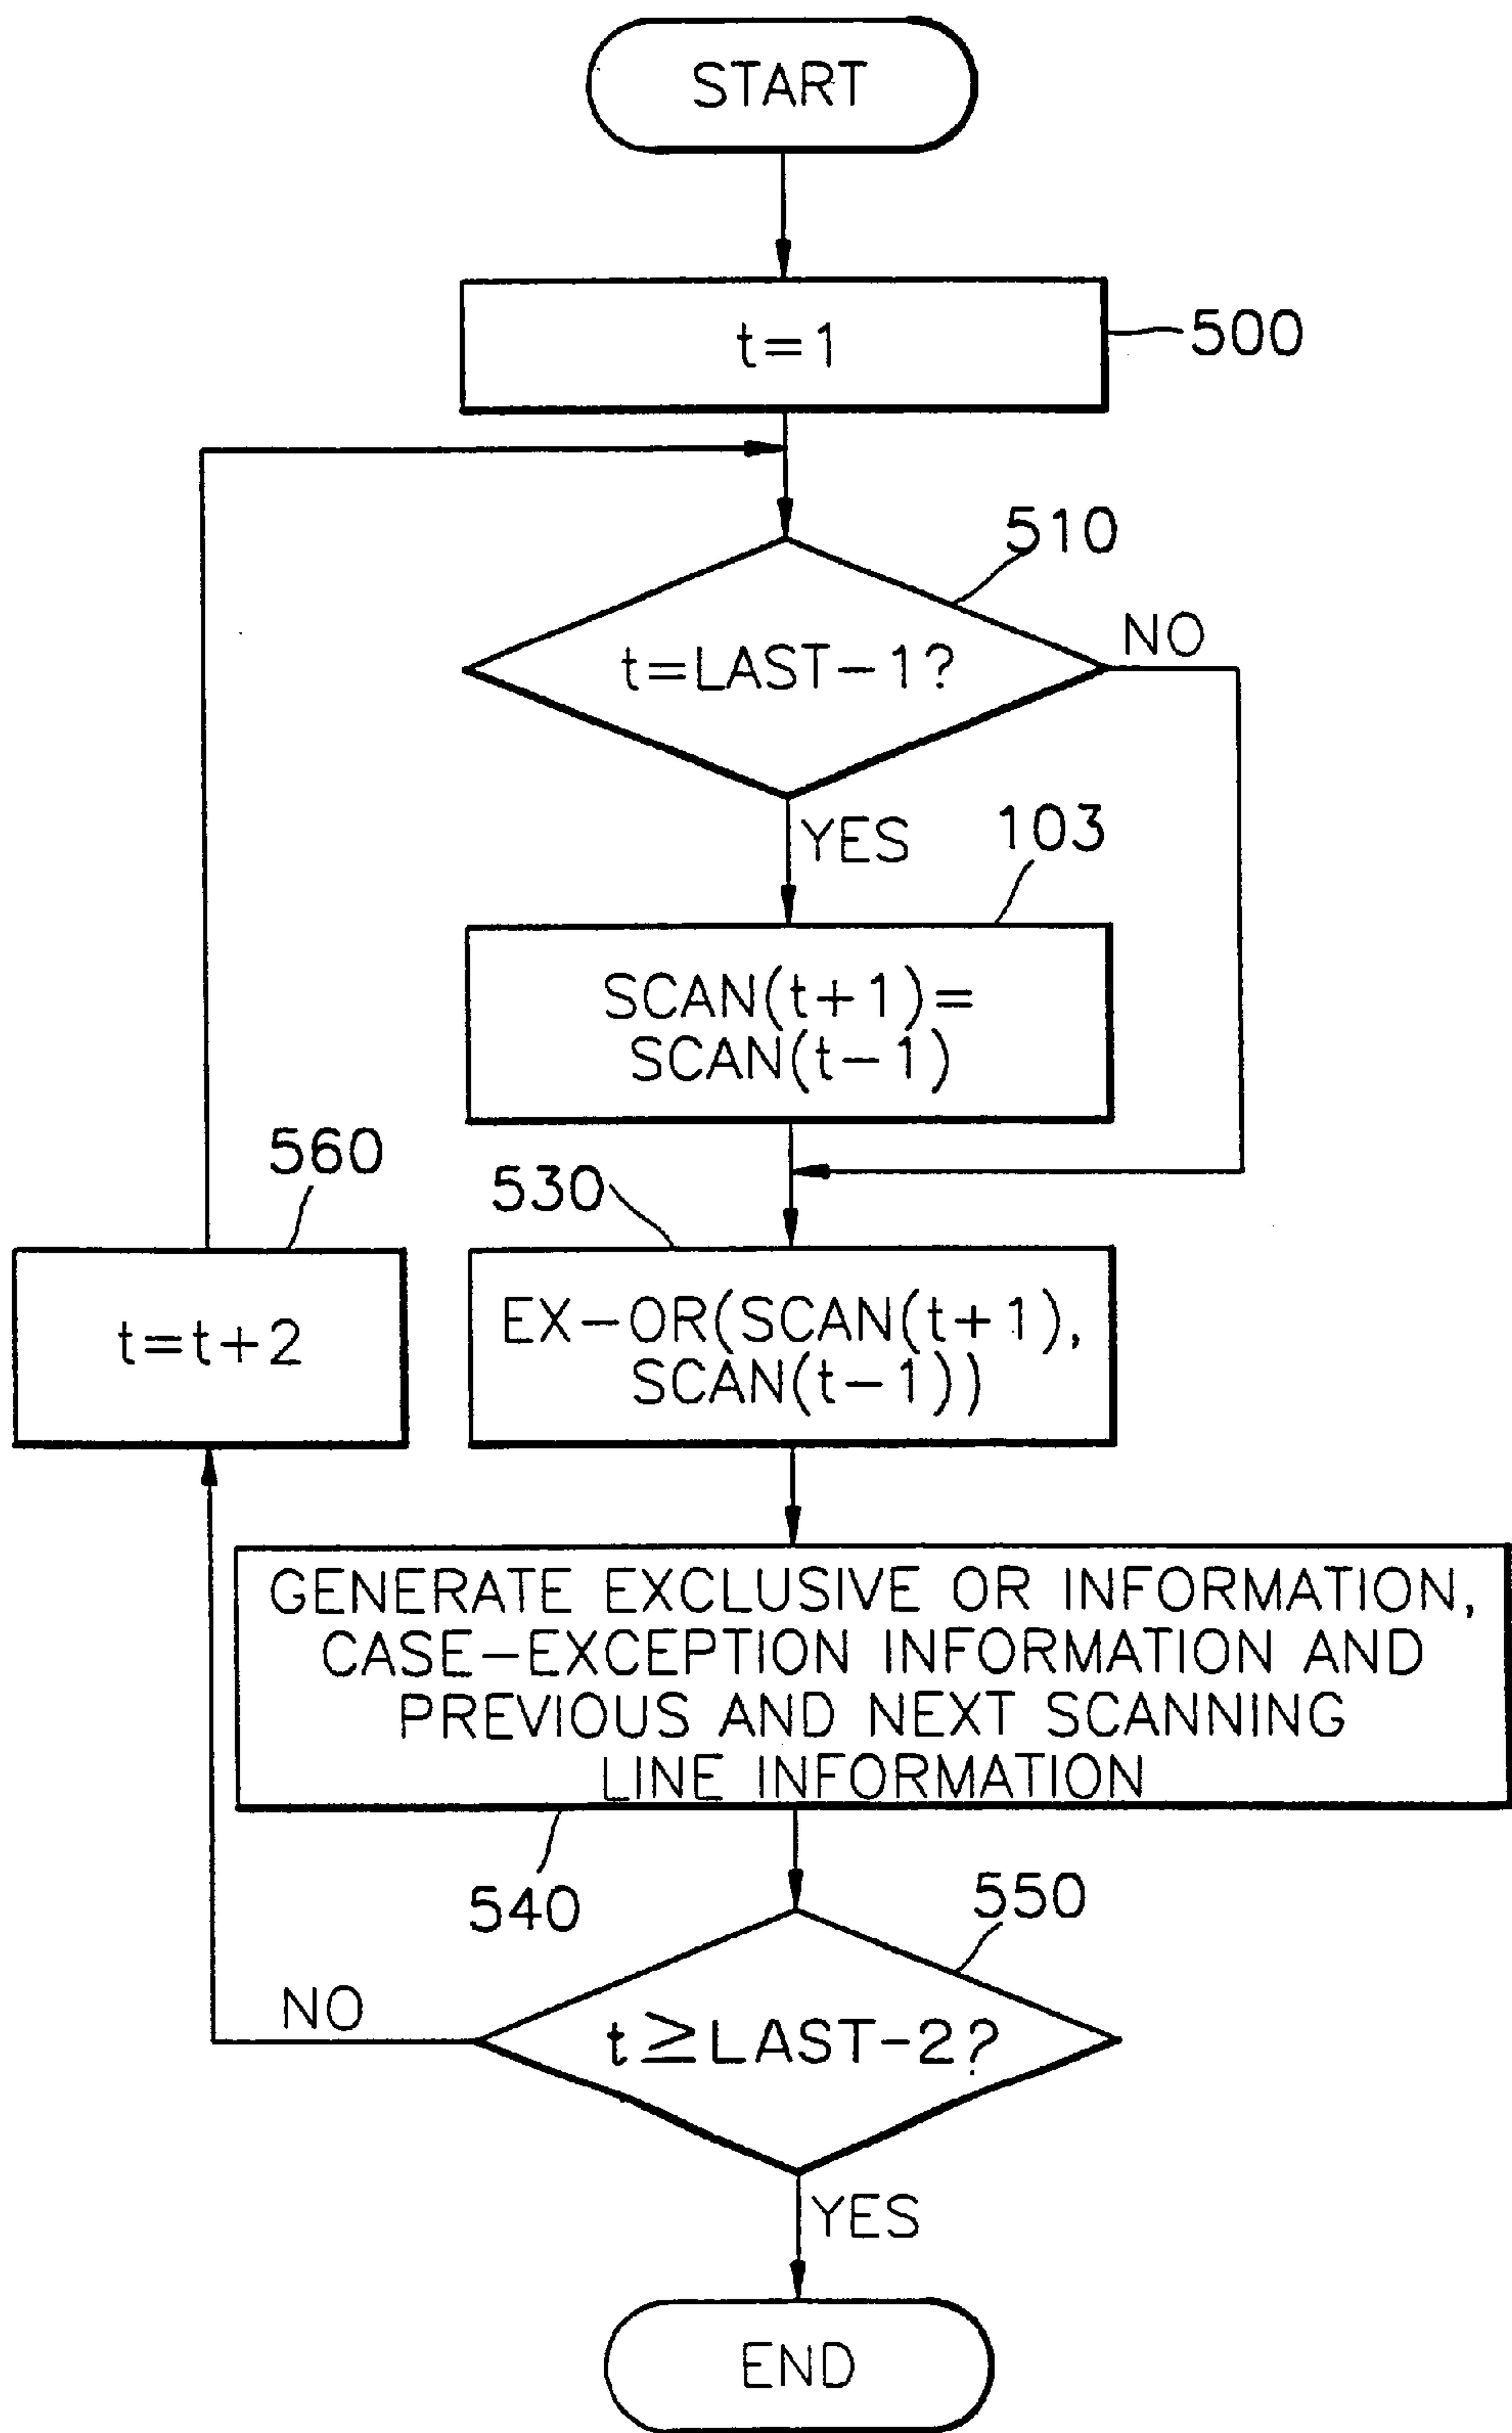 START
t=1
500
510
t=LAST-1?
NO
YES
103
SCAN(t+1)=
SCAN(t-1)
560
530
t=t+2
EX-OR(SCAN(t+1),
SCAN(t-1))
GENERATE EXCLUSIVE OR INFORMATION,
CASE-EXCEPTION INFORMATION AND
PREVIOUS AND NEXT SCANNING
LINE INFORMATION
540
550
NO
t≥LAST-2?
YES
END